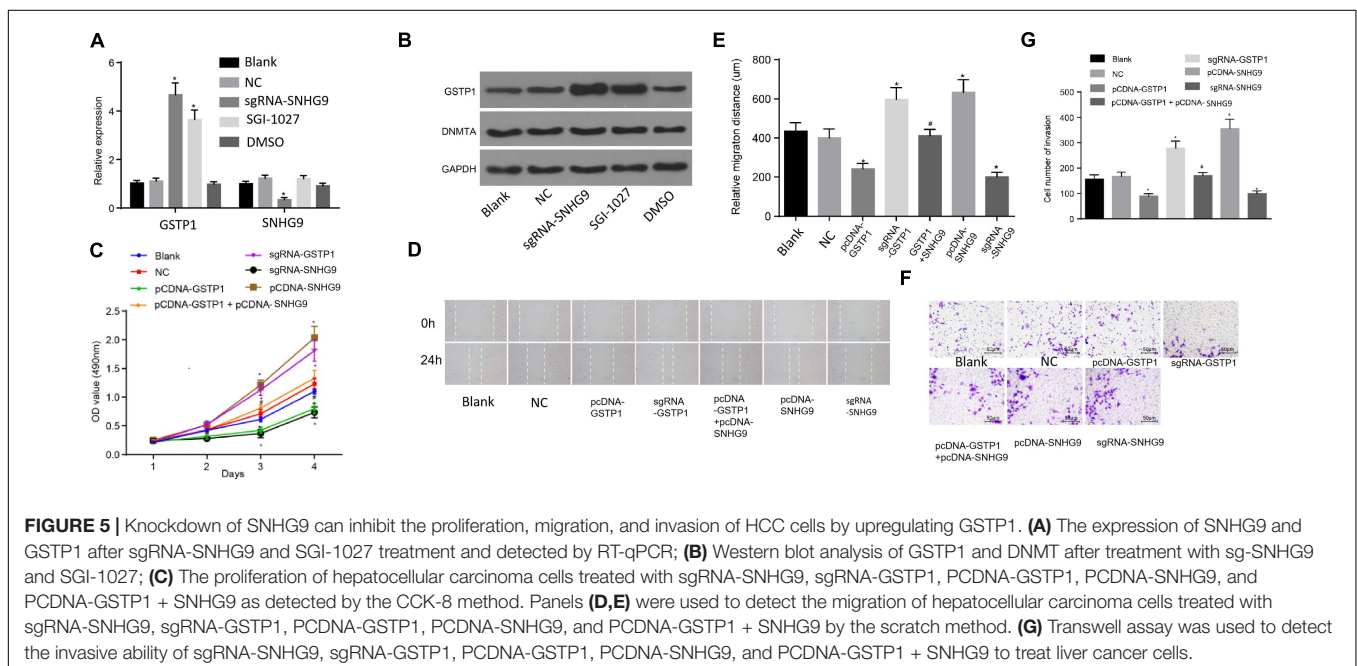 A
Blank
NC
sgRNA-SNHG9
SGI-1027
DMSO
Relative expression
6
4
2
0
*
*
*
GSTP1
SNHG9
B
GSTP1
DNMTA
GAPDH
Blank
NC
sgRNA-SNHG9
SGI-1027
DMSO
C
Blank
NC
pCDNA-GSTP1
pCDNA-GSTP1 + pCDNA-SNHG9
sgRNA-GSTP1
sgRNA-SNHG9
pCDNA-SNHG9
OD value (490nm)
2.5
2.0
1.5
1.0
0.5
0.0
1
2
3
4
Days
D
0h
24h
Blank
NC
pcDNA-
GSTP1
sgRNA
-GSTP1
pcDNA
-GSTP1
+pcDNA-
SNHG9
pcDNA-
SNHG9
sgRNA
-SNHG9
E
Relative migraton distance (um)
800
600
400
200
0
*
*
#
*
*
Blank
NC
pcDNA-
GSTP1
sgRNA
-GSTP1
GSTP1
+SNHG9
pcDNA-
SNHG9
sgRNA
-SNHG9
G
Blank
NC
pCDNA-GSTP1
pCDNA-GSTP1 + pCDNA- SNHG9
sgRNA-GSTP1
pCDNA-SNHG9
sgRNA-SNHG9
Cell number of invasion
500
400
300
200
100
0
F
50μm
50μm
50μm
50μm
Blank
NC
pcDNA-GSTP1
sgRNA-GSTP1
50μm
50μm
50μm
pcDNA-GSTP1
+pcDNA-SNHG9
pcDNA-SNHG9
sgRNA-SNHG9
FIGURE 5 | Knockdown of SNHG9 can inhibit the proliferation, migration, and invasion of HCC cells by upregulating GSTP1. (A) The expression of SNHG9 and
GSTP1 after sgRNA-SNHG9 and SGI-1027 treatment and detected by RT-qPCR; (B) Western blot analysis of GSTP1 and DNMT after treatment with sg-SNHG9
and SGI-1027; (C) The proliferation of hepatocellular carcinoma cells treated with sgRNA-SNHG9, sgRNA-GSTP1, PCDNA-GSTP1, PCDNA-SNHG9, and
PCDNA-GSTP1 + SNHG9 as detected by the CCK-8 method. Panels (D,E) were used to detect the migration of hepatocellular carcinoma cells treated with
sgRNA-SNHG9, sgRNA-GSTP1, PCDNA-GSTP1, PCDNA-SNHG9, and PCDNA-GSTP1 + SNHG9 by the scratch method. (G) Transwell assay was used to detect
the invasive ability of sgRNA-SNHG9, sgRNA-GSTP1, PCDNA-GSTP1, PCDNA-SNHG9, and PCDNA-GSTP1 + SNHG9 to treat liver cancer cells.